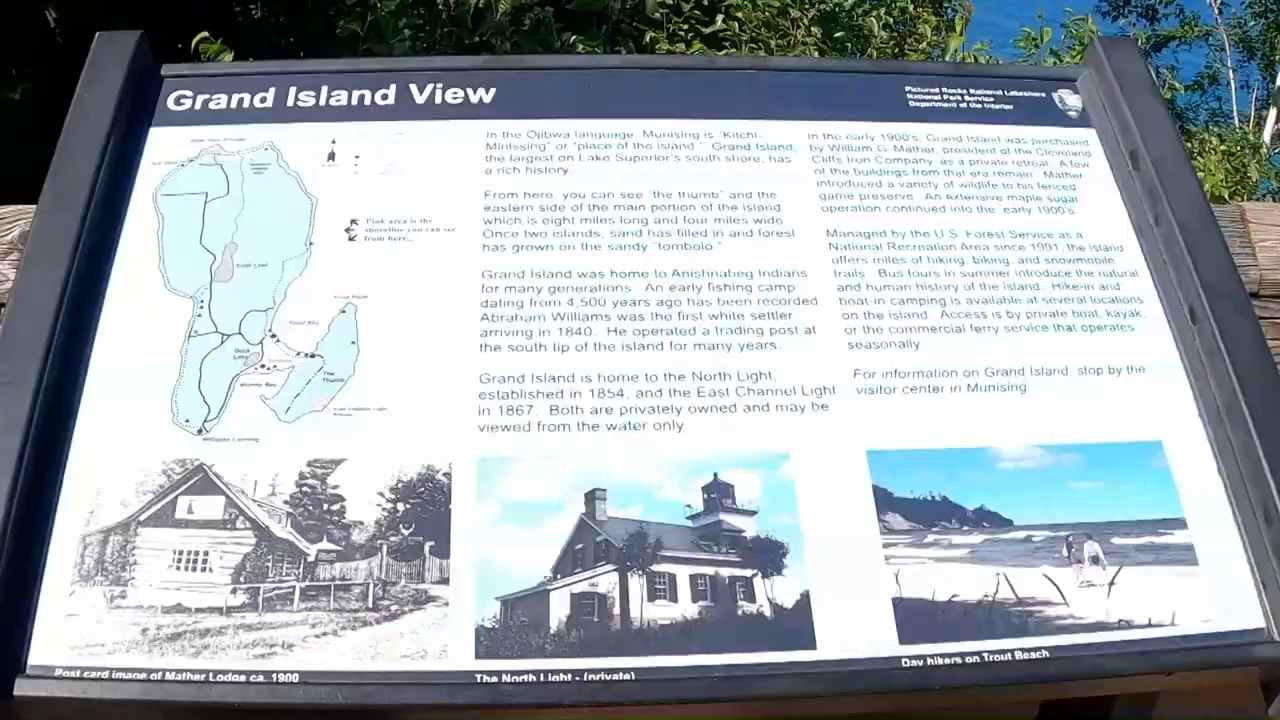 Grand Island View
Pictured Rocks National Lakeshore
National Park Service
Department of the Interior
Pink area is the
shoreline you can see
from here...
Echo Lake
Trout Point
Trout Bay
Duck
Lake
Murray Bay
The
Thumb
East Channel Light
Williams Landing
In the Ojibwa language, Munising is "Kitchi-
Minissing" or "place of the island." Grand Island,
the largest on Lake Superior's south shore, has
a rich history.
From here, you can see "the thumb" and the
eastern side of the main portion of the island
which is eight miles long and four miles wide.
Once two islands, sand has filled in and forest
has grown on the sandy "tombolo."
Grand Island was home to Anishnabeg Indians
for many generations. An early fishing camp
dating from 4,500 years ago has been recorded.
Abraham Williams was the first white settler
arriving in 1840. He operated a trading post at
the south tip of the island for many years.
Grand Island is home to the North Light,
established in 1854, and the East Channel Light
in 1867. Both are privately owned and may be
viewed from the water only.
In the early 1900's, Grand Island was purchased
by William G. Mather, president of the Cleveland
Cliffs Iron Company, as a private retreat. A few
of the buildings from that era remain. Mather
introduced a variety of wildlife to his fenced
game preserve. An extensive maple sugar
operation continued into the early 1900's.
Managed by the U.S. Forest Service as a
National Recreation Area since 1991, the island
offers miles of hiking, biking, and snowmobile
trails. Bus tours in summer introduce the natural
and human history of the island. Hike-in and
boat-in camping is available at several locations
on the island. Access is by private boat, kayak,
or the commercial ferry service that operates
seasonally.
For information on Grand Island, stop by the
visitor center in Munising.
Post card image of Mather Lodge ca. 1900
The North Light - (private)
Day hikers on Trout Beach